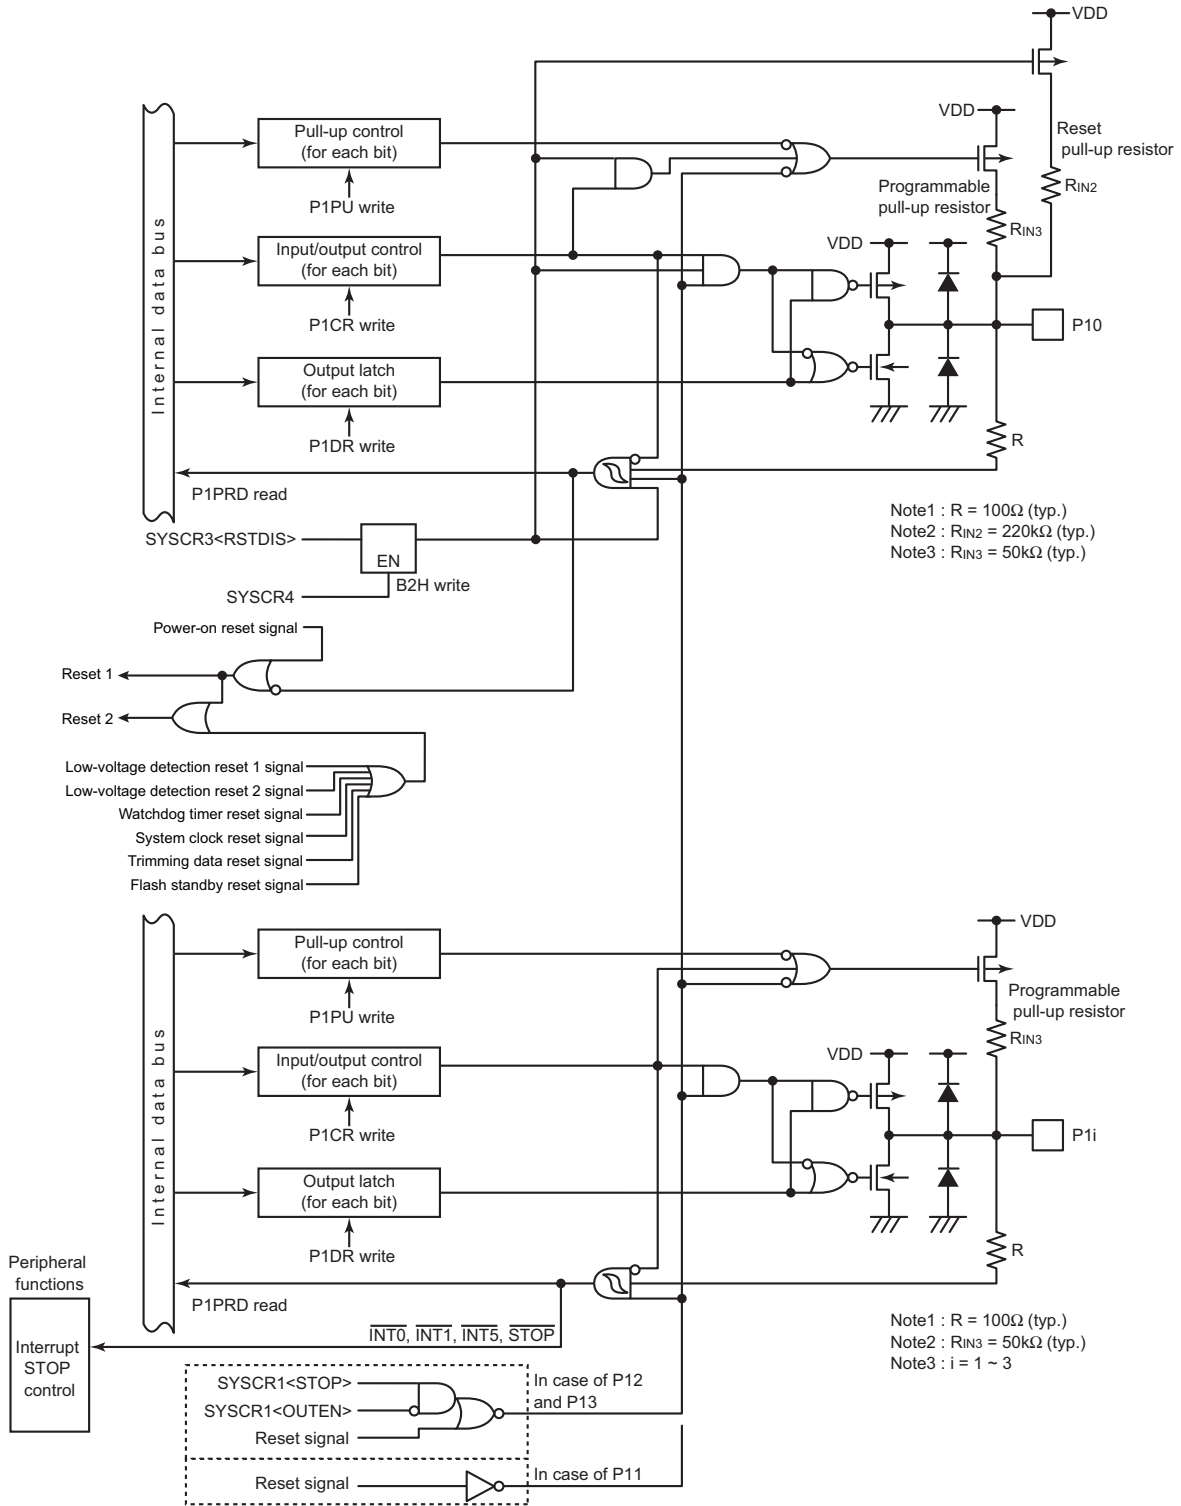 VDD
VDD
Reset
pull-up resistor
Pull-up control
(for each bit)
P1PU write
Programmable
pull-up resistor
RIN2
RIN3
Internal data bus
Input/output control
(for each bit)
P1CR write
VDD
P10
Output latch
(for each bit)
P1DR write
R
P1PRD read
Note1 : R = 100Ω (typ.)
Note2 : RIN2 = 220kΩ (typ.)
Note3 : RIN3 = 50kΩ (typ.)
SYSCR3<RSTDIS>
EN
B2H write
SYSCR4
Power-on reset signal
Reset 1
Reset 2
Low-voltage detection reset 1 signal
Low-voltage detection reset 2 signal
Watchdog timer reset signal
System clock reset signal
Trimming data reset signal
Flash standby reset signal
VDD
Pull-up control
(for each bit)
P1PU write
Programmable
pull-up resistor
RIN3
Internal data bus
Input/output control
(for each bit)
P1CR write
VDD
P1i
Output latch
(for each bit)
P1DR write
R
Peripheral
functions
P1PRD read
INT0, INT1, INT5, STOP
Interrupt
STOP
control
Note1 : R = 100Ω (typ.)
Note2 : RIN3 = 50kΩ (typ.)
Note3 : i = 1 ~ 3
SYSCR1<STOP>
SYSCR1<OUTEN>
Reset signal
In case of P12
and P13
Reset signal
In case of P11